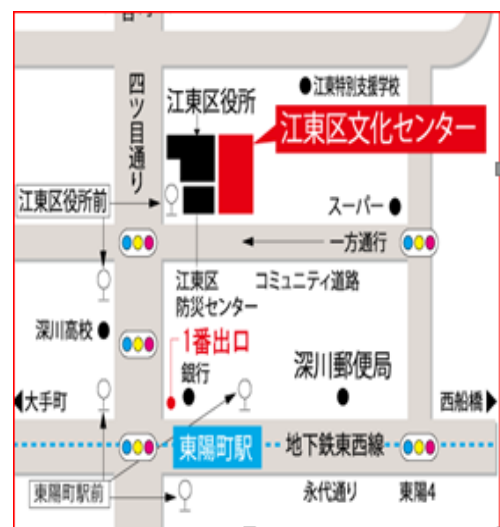 四ツ目通り
江東区役所
●江東特別支援学校
江東区文化センター
江東区役所前
スーパー●
一方通行
江東区
防災センター
コミュニティ道路
深川高校●
1番出口
銀行
深川郵便局
大手町
西船橋
東陽町駅
地下鉄東西線
東陽町駅前
永代通り
東陽4